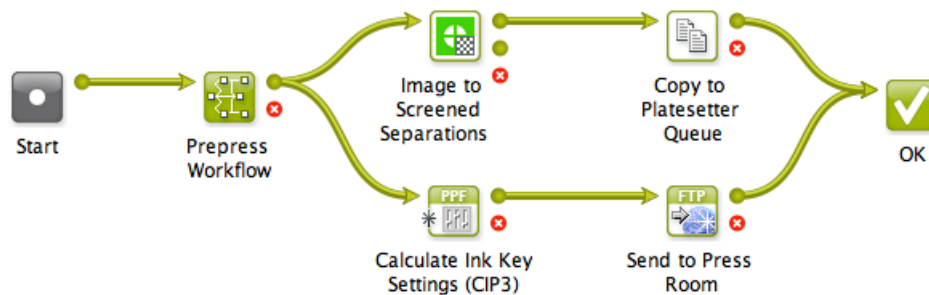 Start
Prepress
Workflow
Image to
Screened
Separations
Copy to
Platesetter
Queue
OK
PPF
Calculate Ink Key
Settings (CIP3)
FTP
Send to Press
Room